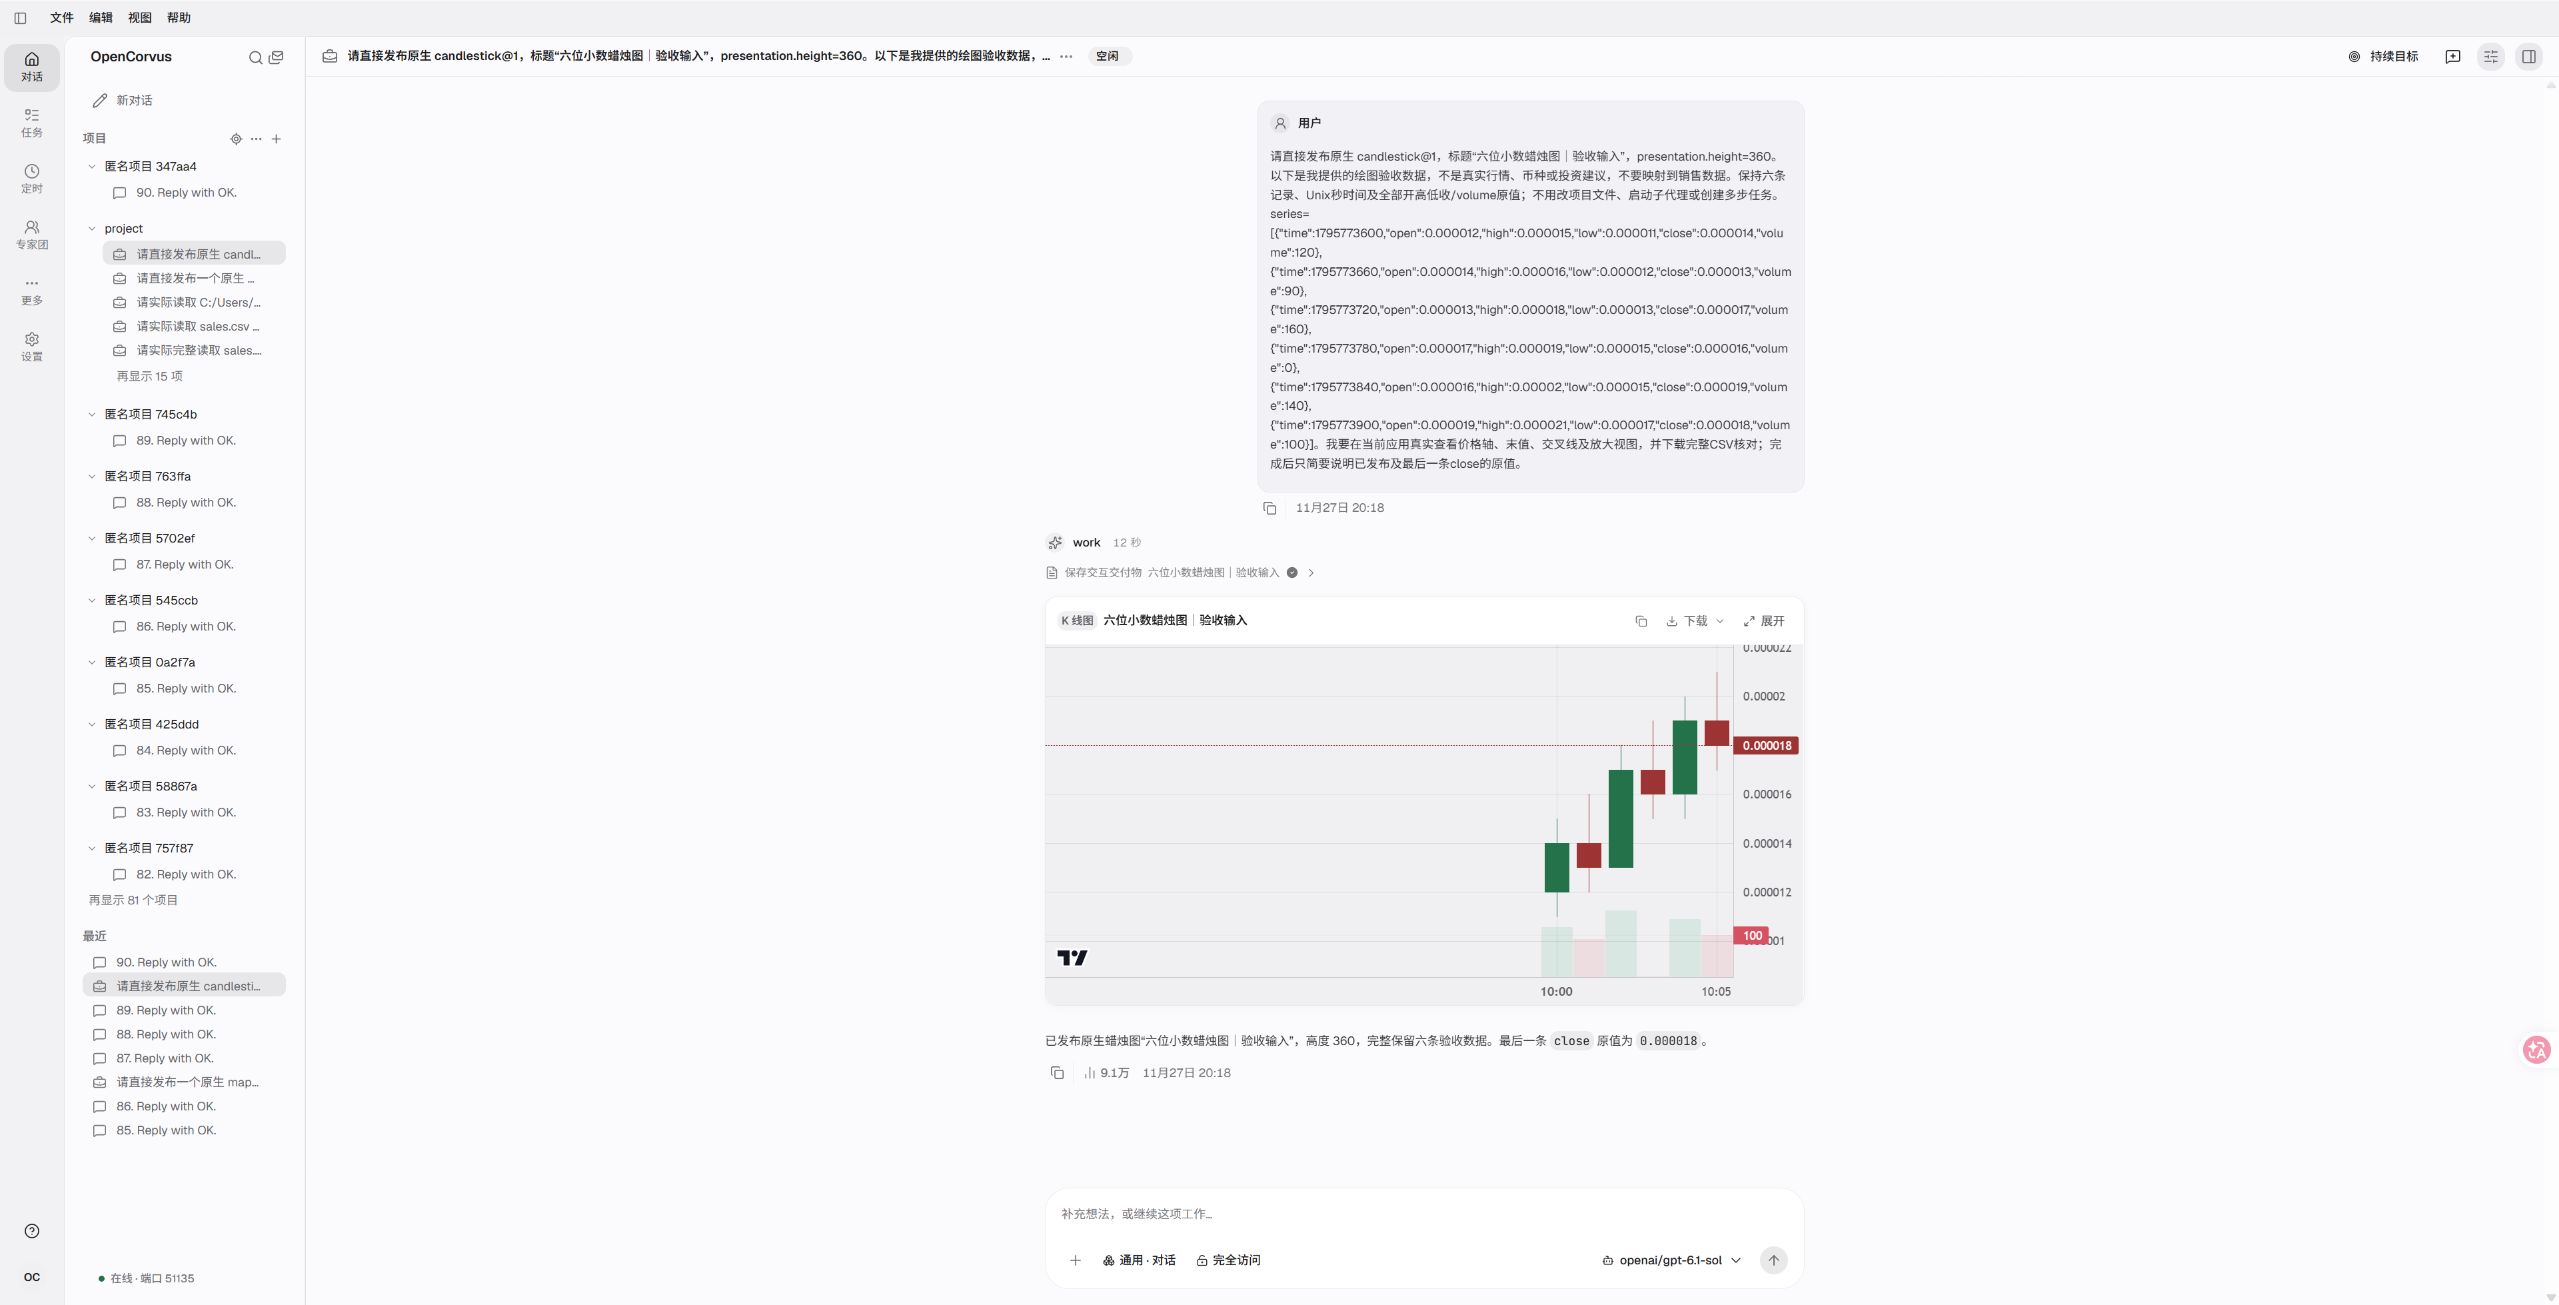 文件 编辑 视图 帮助
对话
任务
定时
专家团
更多
设置
OC
OpenCorvus
新对话
项目
匿名项目 347aa4
90. Reply with OK.
project
请直接发布原生 candl...
请直接发布一个原生 ...
请实际读取 C:/Users/...
请实际读取 sales.csv ...
请实际完整读取 sales....
再显示 15 项
匿名项目 745c4b
89. Reply with OK.
匿名项目 763ffa
88. Reply with OK.
匿名项目 5702ef
87. Reply with OK.
匿名项目 545ccb
86. Reply with OK.
匿名项目 0a2f7a
85. Reply with OK.
匿名项目 425ddd
84. Reply with OK.
匿名项目 58867a
83. Reply with OK.
匿名项目 757f87
82. Reply with OK.
再显示 81 个项目
最近
90. Reply with OK.
请直接发布原生 candlesti...
89. Reply with OK.
88. Reply with OK.
87. Reply with OK.
请直接发布一个原生 map...
86. Reply with OK.
85. Reply with OK.
在线 · 端口 51135
请直接发布原生 candlestick@1，标题“六位小数蜡烛图｜验收输入”，presentation.height=360。以下是我提供的绘图验收数据，... 空闲
持续目标
用户
请直接发布原生 candlestick@1，标题“六位小数蜡烛图｜验收输入”，presentation.height=360。
以下是我提供的绘图验收数据，不是真实行情、币种或投资建议，不要映射到销售数据。保持六条
记录、Unix秒时间及全部开高低收/volume原值；不用改项目文件、启动子代理或创建多步任务。
series=
[{"time":1795773600,"open":0.000012,"high":0.000015,"low":0.000011,"close":0.000014,"volu
me":120},
{"time":1795773660,"open":0.000014,"high":0.000016,"low":0.000012,"close":0.000013,"volum
e":90},
{"time":1795773720,"open":0.000013,"high":0.000018,"low":0.000013,"close":0.000017,"volum
e":160},
{"time":1795773780,"open":0.000017,"high":0.000019,"low":0.000015,"close":0.000016,"volum
e":0},
{"time":1795773840,"open":0.000016,"high":0.00002,"low":0.000015,"close":0.000019,"volum
e":140},
{"time":1795773900,"open":0.000019,"high":0.000021,"low":0.000017,"close":0.000018,"volum
e":100}]。我要在当前应用真实查看价格轴、末值、交叉线及放大视图，并下载完整CSV核对；完
成后只简要说明已发布及最后一条close的原值。
11月27日 20:18
work 12 秒
保存交互交付物 六位小数蜡烛图｜验收输入
K 线图 六位小数蜡烛图｜验收输入 下载 展开
0.000022
0.00002
0.000018
0.000016
0.000014
0.000012
100
10:00 10:05
已发布原生蜡烛图“六位小数蜡烛图｜验收输入”，高度 360，完整保留六条验收数据。最后一条 close 原值为 0.000018。
9.1万 11月27日 20:18
补充想法，或继续这项工作...
通用 · 对话 完全访问 openai/gpt-6.1-sol